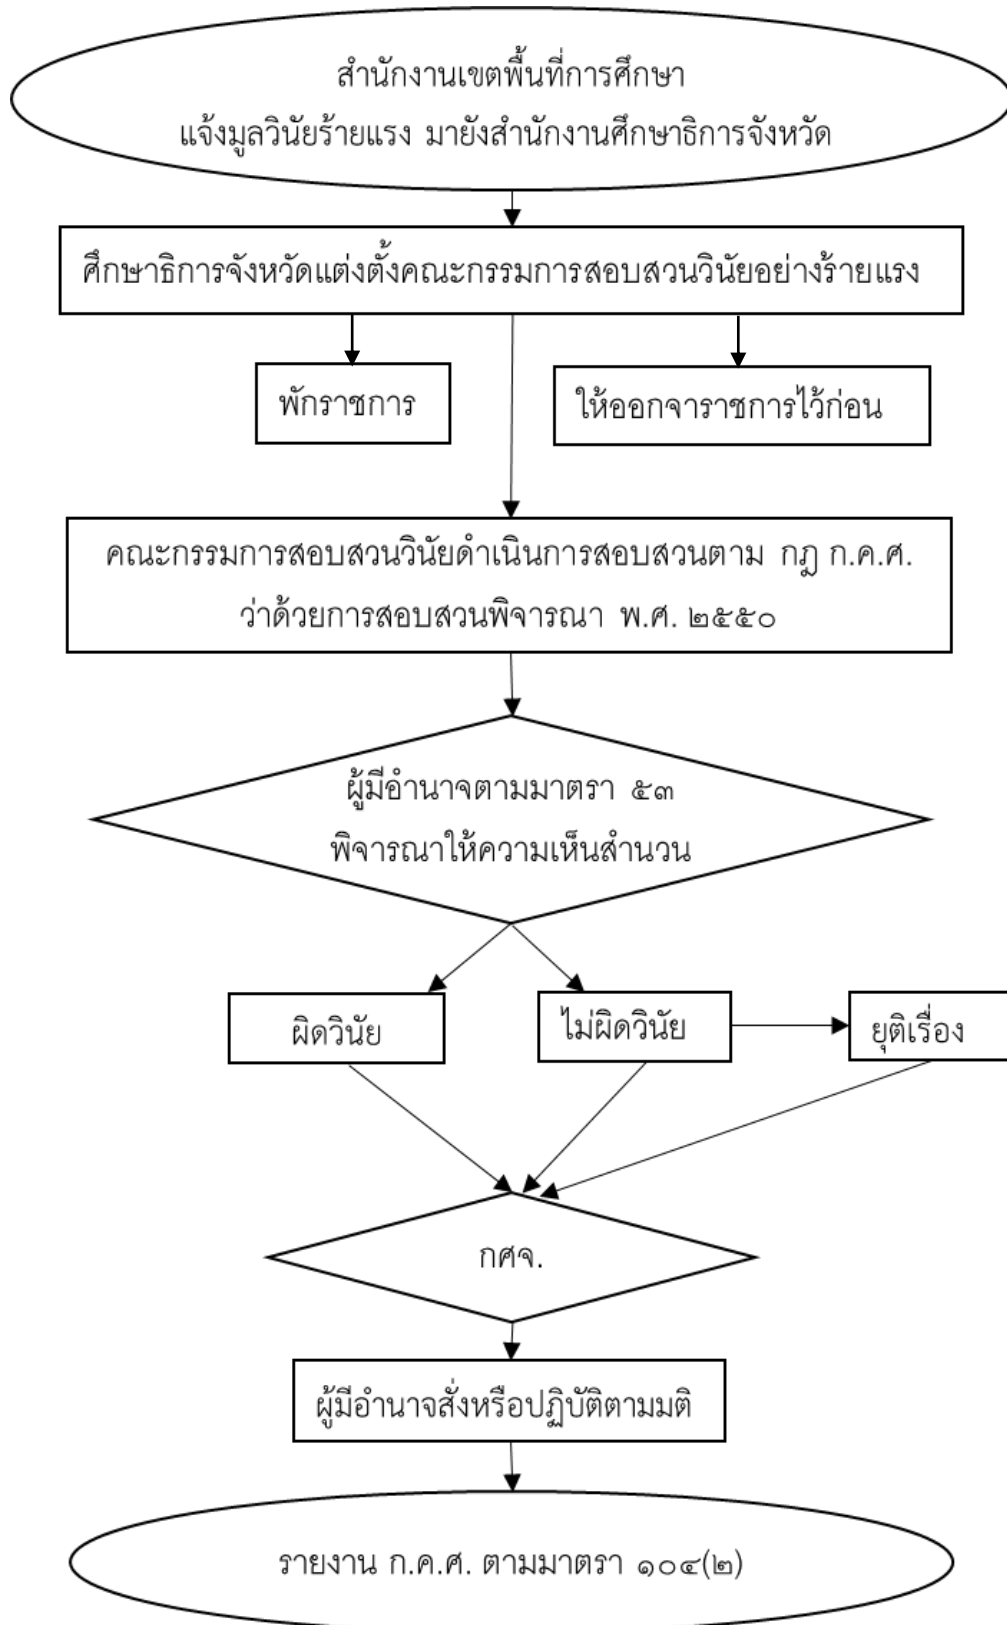 สำนักงานเขตพื้นที่การศึกษา
แจ้งมูลวินัยร้ายแรง มายังสำนักงานศึกษาธิการจังหวัด
ศึกษาธิการจังหวัดแต่งตั้งคณะกรรมการสอบสวนวินัยอย่างร้ายแรง
พักราชการ
ให้ออกจาราชการไว้ก่อน
คณะกรรมการสอบสวนวินัยดำเนินการสอบสวนตาม กฎ ก.ค.ศ.
ว่าด้วยการสอบสวนพิจารณา พ.ศ. ๒๕๕๐
ผู้มีอำนาจตามมาตรา ๕๓
พิจารณาให้ความเห็นสำนวน
ผิดวินัย
ไม่ผิดวินัย
ยุติเรื่อง
กศจ.
ผู้มีอำนาจสั่งหรือปฏิบัติตามมติ
รายงาน ก.ค.ศ. ตามมาตรา ๑๐๔(๒)